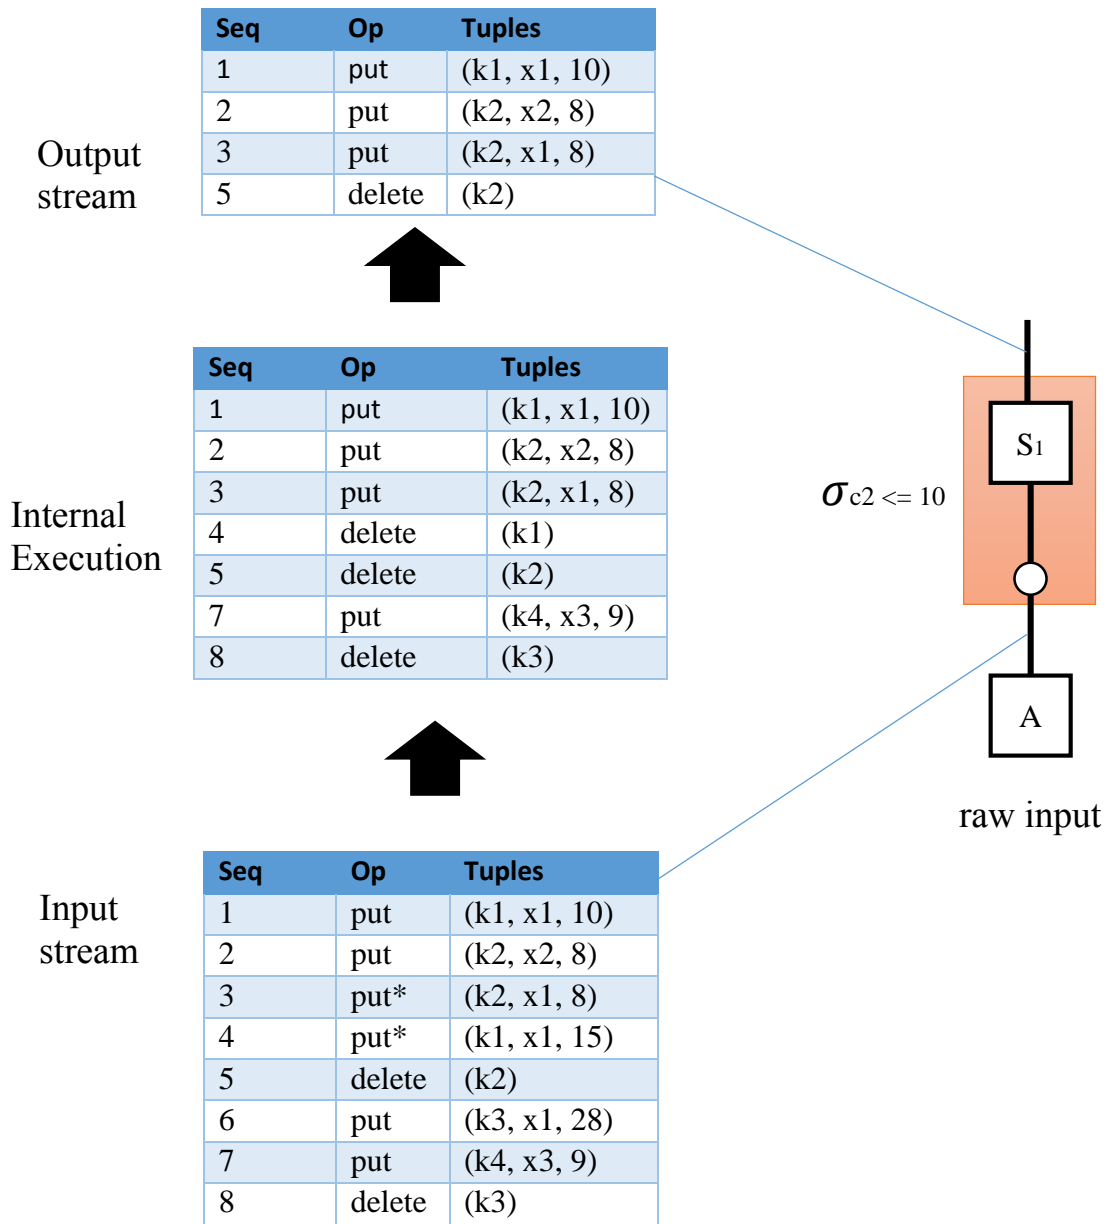 Seq Op Tuples
1 put (k1, x1, 10)
2 put (k2, x2, 8)
3 put (k2, x1, 8)
5 delete (k2)
Output
stream
Seq Op Tuples
1 put (k1, x1, 10)
2 put (k2, x2, 8)
3 put (k2, x1, 8)
4 delete (k1)
5 delete (k2)
7 put (k4, x3, 9)
8 delete (k3)
Internal
Execution
S1
σc2 <= 10
A
raw input
Seq Op Tuples
1 put (k1, x1, 10)
2 put (k2, x2, 8)
3 put* (k2, x1, 8)
4 put* (k1, x1, 15)
5 delete (k2)
6 put (k3, x1, 28)
7 put (k4, x3, 9)
8 delete (k3)
Input
stream